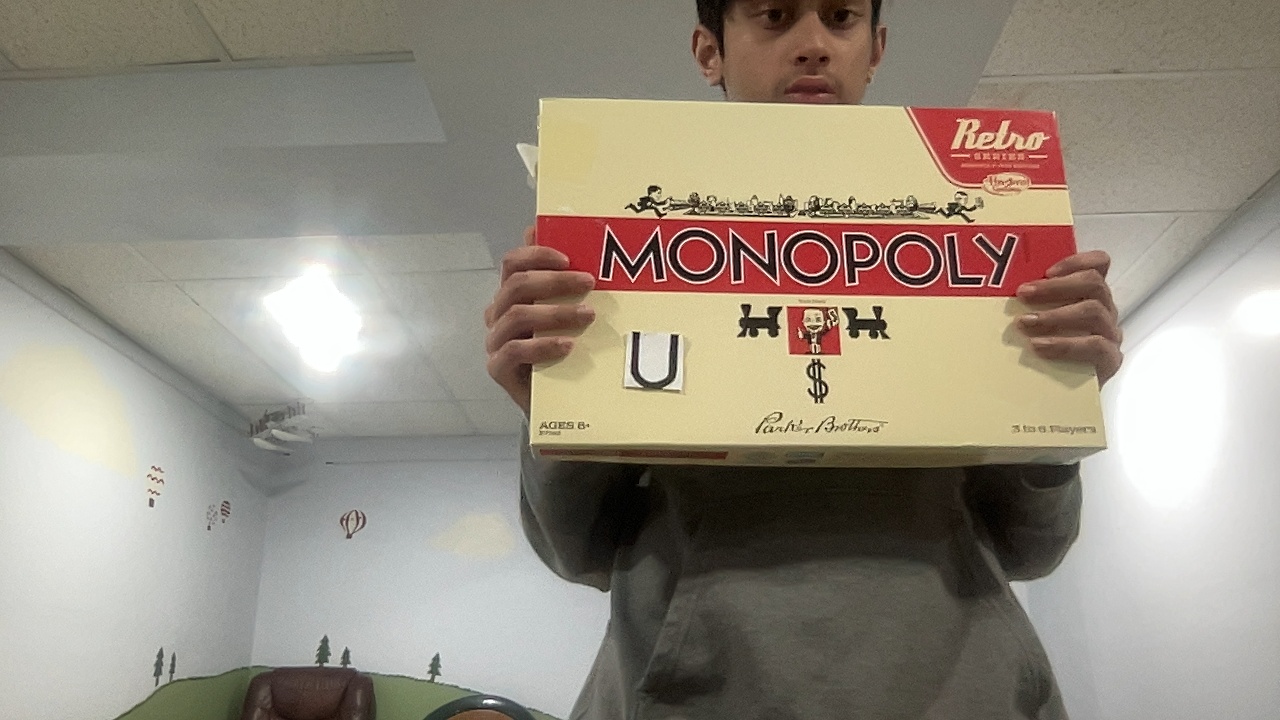 Retro
SERIES
MONOPOLY
U
$
AGES 8+
Parker Brothers
3 to 6 Players